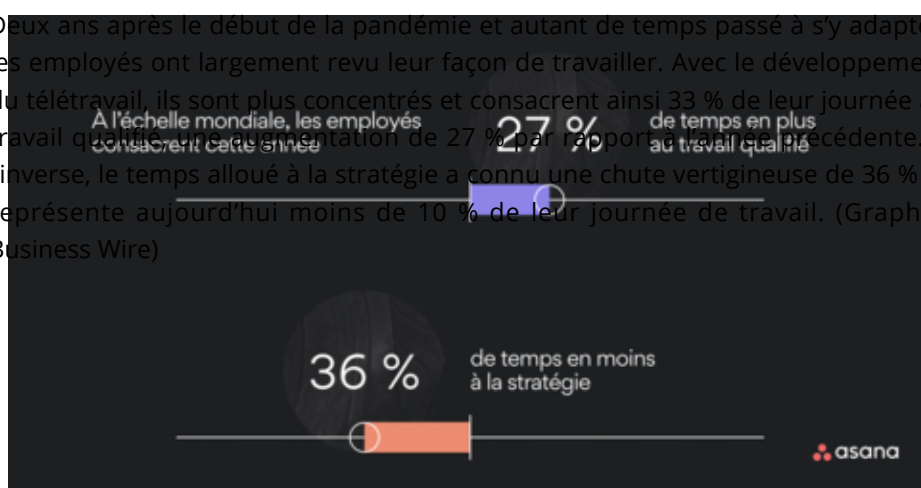 Deux ans après le début de la pandémie et autant de temps passé à s’y adapte
es employés ont largement revu leur façon de travailler. Avec le développeme
du télétravail, ils sont plus concentrés et consacrent ainsi 33 % de leur journée
ravail qualifié, une augmentation de 27 % par rapport à l’année précédente.
inverse, le temps alloué à la stratégie a connu une chute vertigineuse de 36 %
eprésente aujourd’hui moins de 10 % de leur journée de travail. (Graph
Business Wire)
À l’échelle mondiale, les employés
consacrent cette année
27 %
de temps en plus
au travail qualifié
36 %
de temps en moins
à la stratégie
asana